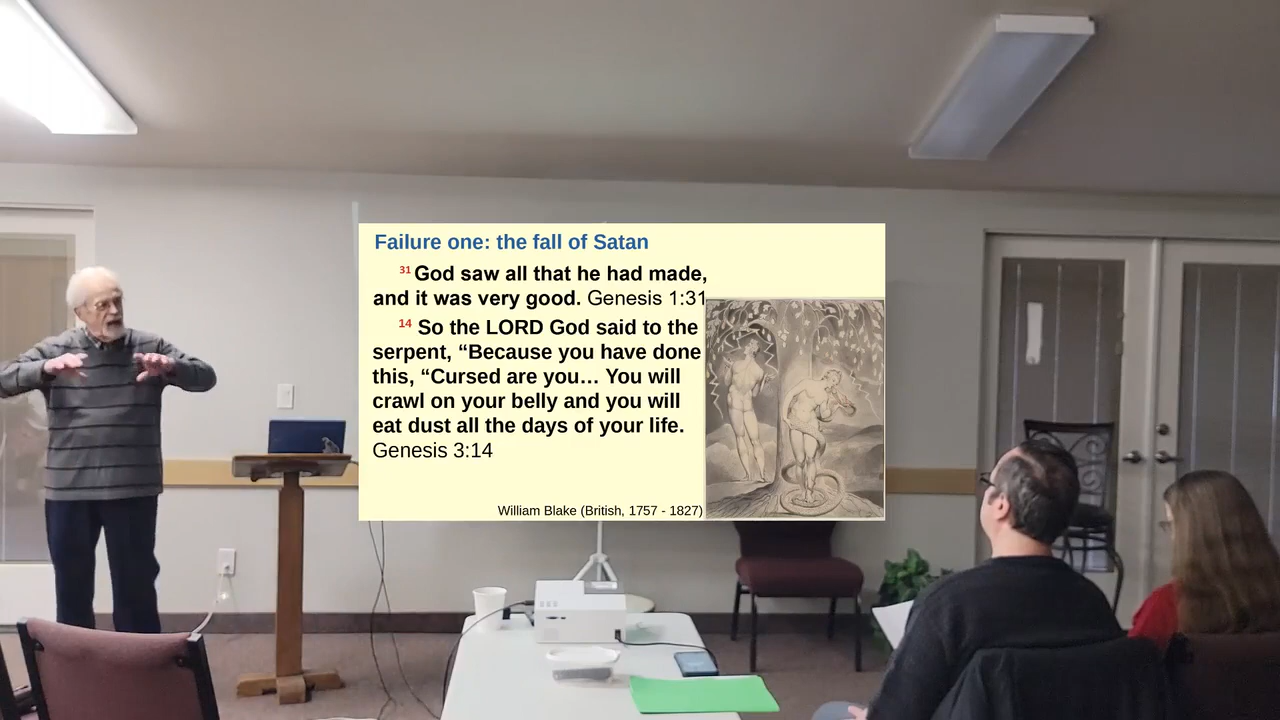 Failure one: the fall of Satan
31 God saw all that he had made,
and it was very good. Genesis 1:31
14 So the LORD God said to the
serpent, “Because you have done
this, “Cursed are you… You will
crawl on your belly and you will
eat dust all the days of your life.
Genesis 3:14
William Blake (British, 1757 - 1827)